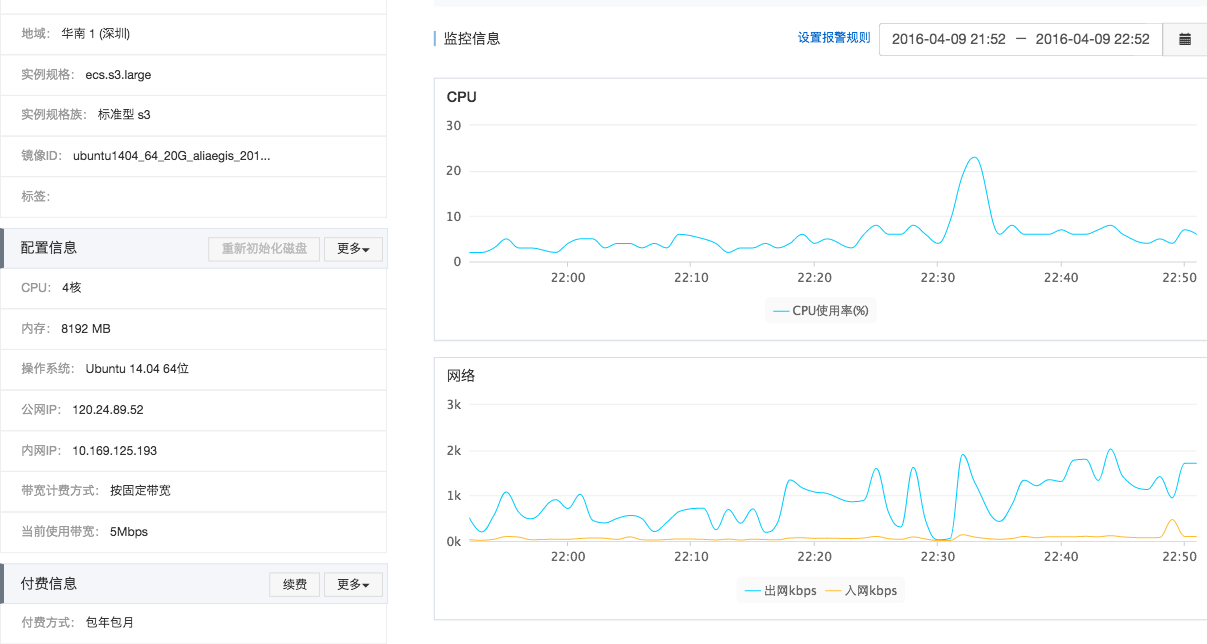 地域： 华南 1 (深圳)
实例规格： ecs.s3.large
实例规格族： 标准型 s3
镜像ID： ubuntu1404_64_20G_aliaegis_201...
标签：
配置信息 重新初始化磁盘 更多
CPU： 4核
内存： 8192 MB
操作系统： Ubuntu 14.04 64位
公网IP： 120.24.89.52
内网IP： 10.169.125.193
带宽计费方式： 按固定带宽
当前使用带宽： 5Mbps
付费信息 续费 更多
付费方式： 包年包月
监控信息 设置报警规则 2016-04-09 21:52 — 2016-04-09 22:52
CPU
30
20
10
0
22:00 22:10 22:20 22:30 22:40 22:50
CPU使用率(%)
网络
3k
2k
1k
0k
22:00 22:10 22:20 22:30 22:40 22:50
出网kbps 入网kbps